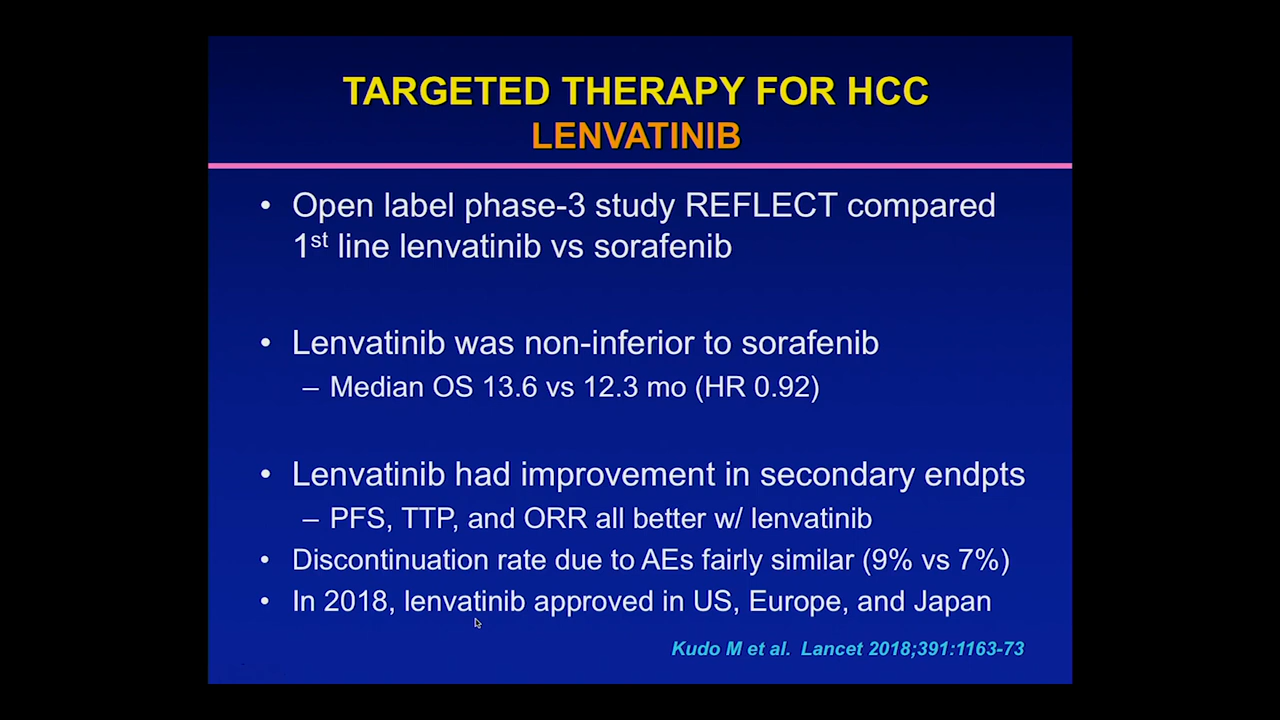 TARGETED THERAPY FOR HCC
LENVATINIB
• Open label phase-3 study REFLECT compared
1st line lenvatinib vs sorafenib
• Lenvatinib was non-inferior to sorafenib
– Median OS 13.6 vs 12.3 mo (HR 0.92)
• Lenvatinib had improvement in secondary endpts
– PFS, TTP, and ORR all better w/ lenvatinib
• Discontinuation rate due to AEs fairly similar (9% vs 7%)
• In 2018, lenvatinib approved in US, Europe, and Japan
Kudo M et al. Lancet 2018;391:1163-73